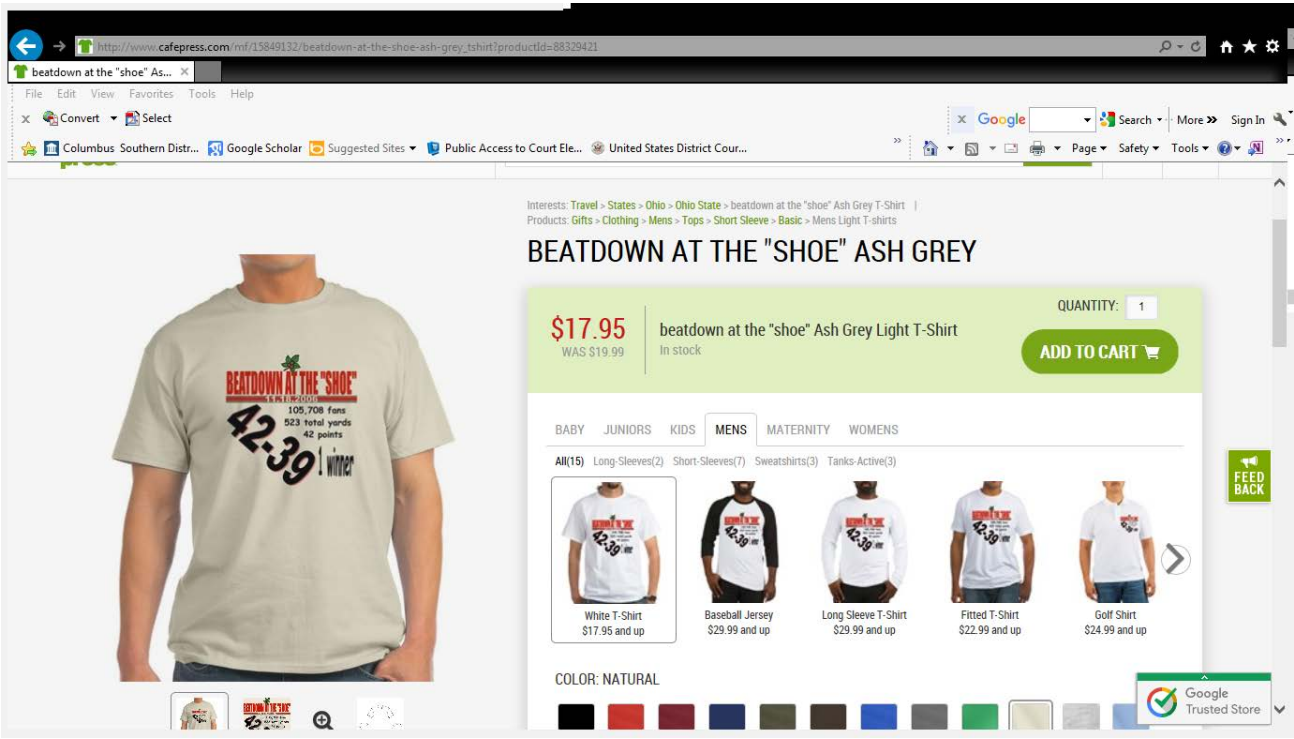 http://www.cafepress.com/mf/15849132/beatdown-at-the-shoe-ash-grey_tshirt?productId=88329421
beatdown at the "shoe" As...
File Edit View Favorites Tools Help
x Convert Select
x Google Search More » Sign In
Columbus Southern Distr... Google Scholar Suggested Sites Public Access to Court Ele... United States District Cour... » Page Safety Tools »
Interests: Travel > States > Ohio > Ohio State > beatdown at the "shoe" Ash Grey T-Shirt |
Products: Gifts > Clothing > Mens > Tops > Short Sleeve > Basic > Mens Light T-shirts
BEATDOWN AT THE "SHOE" ASH GREY
QUANTITY: 1
$17.95
WAS $19.99
beatdown at the "shoe" Ash Grey Light T-Shirt
In stock
ADD TO CART
BEATDOWN AT THE "SHOE"
11.18.2006
105,708 fans
523 total yards
42 points
42-39
1 winner
BABY JUNIORS KIDS MENS MATERNITY WOMENS
All(15) Long-Sleeves(2) Short-Sleeves(7) Sweatshirts(3) Tanks-Active(3)
FEED
BACK
White T-Shirt
$17.95 and up
Baseball Jersey
$29.99 and up
Long Sleeve T-Shirt
$29.99 and up
Fitted T-Shirt
$22.99 and up
Golf Shirt
$24.99 and up
COLOR: NATURAL
Google
Trusted Store